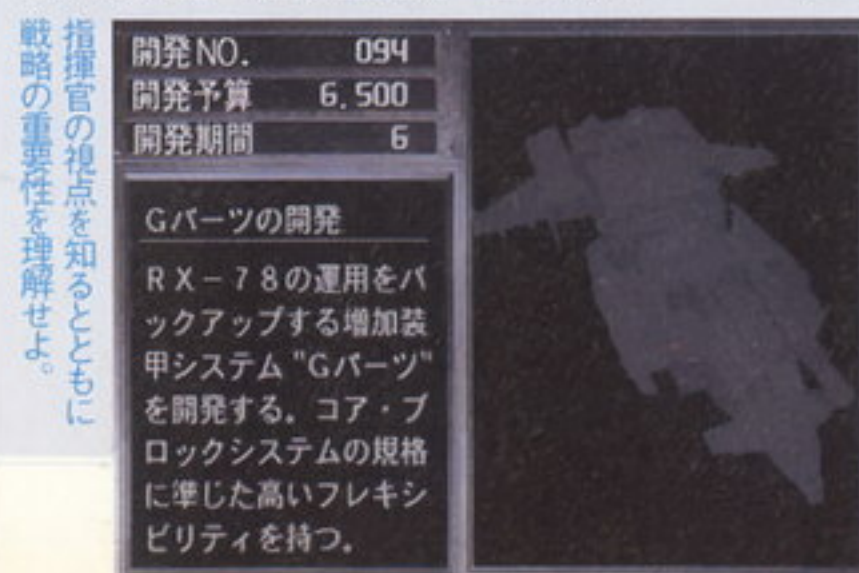 指揮官の視点を知るとともに
戦略の重要性を理解せよ。
開発NO. 094
開発予算 6,500
開発期間 6
Gパーツの開発
RX-78の運用をバ
ックアップする増加装
甲システム"Gパーツ"
を開発する。コア・ブ
ロックシステムの規格
に準じた高いフレキシ
ビリティを持つ。